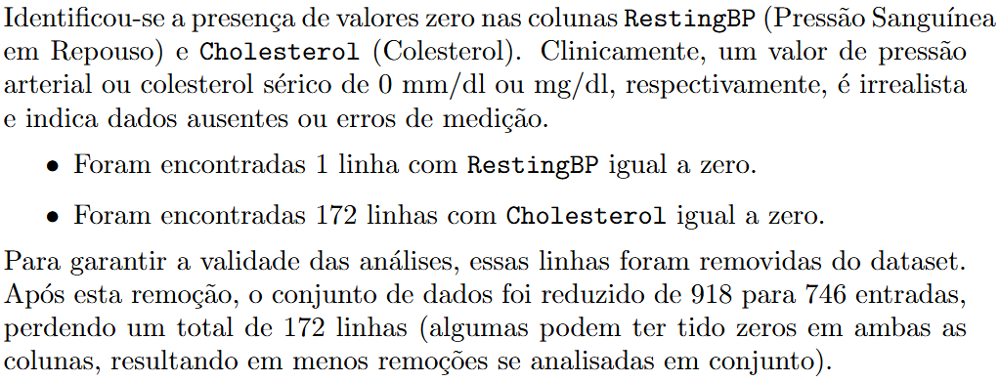 Identificou-se a presença de valores zero nas colunas RestingBP (Pressão Sanguínea
em Repouso) e Cholesterol (Colesterol). Clinicamente, um valor de pressão
arterial ou colesterol sérico de 0 mm/dl ou mg/dl, respectivamente, é irrealista
e indica dados ausentes ou erros de medição.
• Foram encontradas 1 linha com RestingBP igual a zero.
• Foram encontradas 172 linhas com Cholesterol igual a zero.
Para garantir a validade das análises, essas linhas foram removidas do dataset.
Após esta remoção, o conjunto de dados foi reduzido de 918 para 746 entradas,
perdendo um total de 172 linhas (algumas podem ter tido zeros em ambas as
colunas, resultando em menos remoções se analisadas em conjunto).